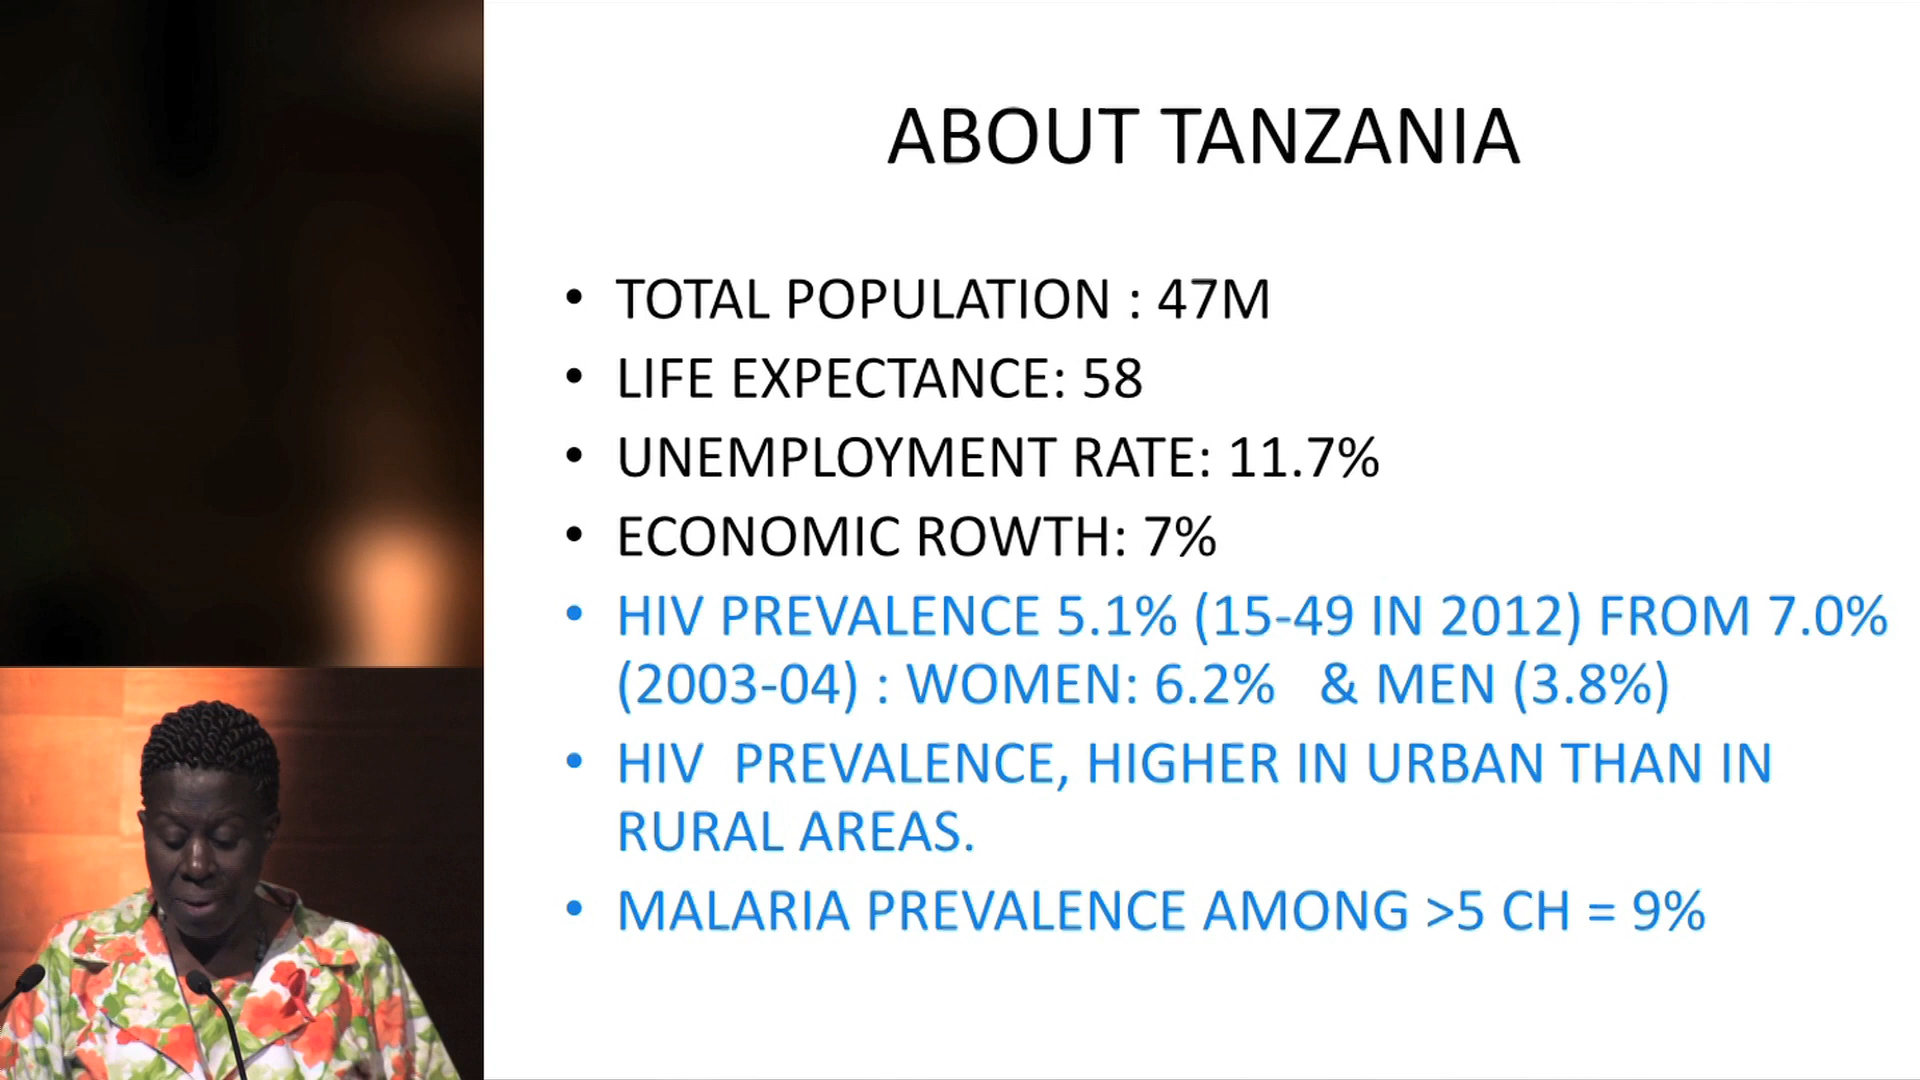 ABOUT TANZANIA
• TOTAL POPULATION : 47M
• LIFE EXPECTANCE: 58
• UNEMPLOYMENT RATE: 11.7%
• ECONOMIC ROWTH: 7%
• HIV PREVALENCE 5.1% (15-49 IN 2012) FROM 7.0%
(2003-04) : WOMEN: 6.2%   & MEN (3.8%)
• HIV  PREVALENCE, HIGHER IN URBAN THAN IN
RURAL AREAS.
• MALARIA PREVALENCE AMONG >5 CH = 9%